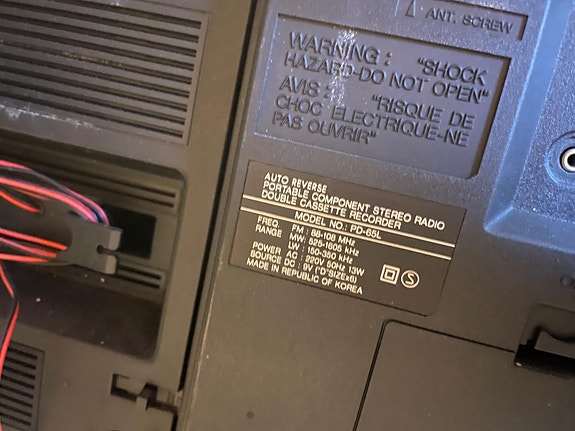 ANT. SCREW
WARNING : "SHOCK
HAZARD-DO NOT OPEN"
AVIS : "RISQUE DE
CHOC ELECTRIQUE-NE
PAS OUVRIR"
AUTO REVERSE
PORTABLE COMPONENT STEREO RADIO
DOUBLE CASSETTE RECORDER
MODEL NO.: PD-65L
FREQ. FM : 88-108 MHz
RANGE MW: 525-1605 kHz
LW : 150-350 kHz
POWER AC : 220V 50Hz 13W
SOURCE DC : 9V ("D"SIZEx6)
MADE IN REPUBLIC OF KOREA
S